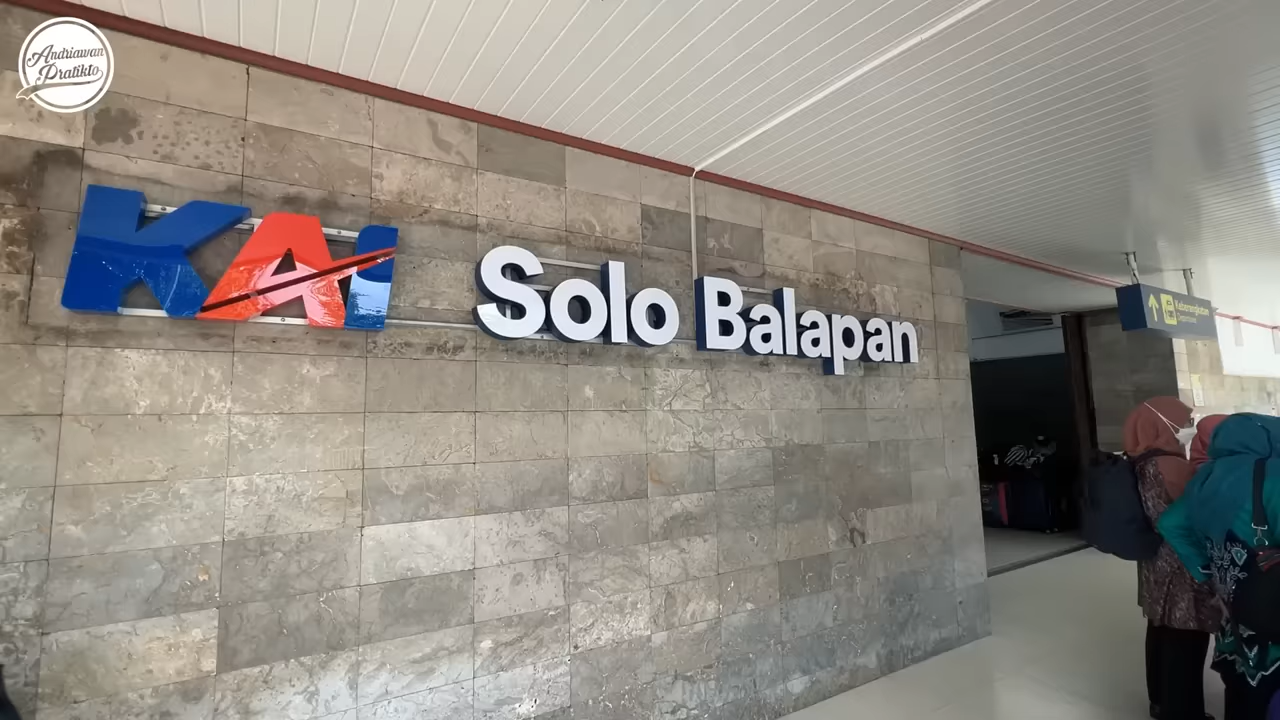 Andriawan
Pratikto
KAI
Solo Balapan
Keberangkatan